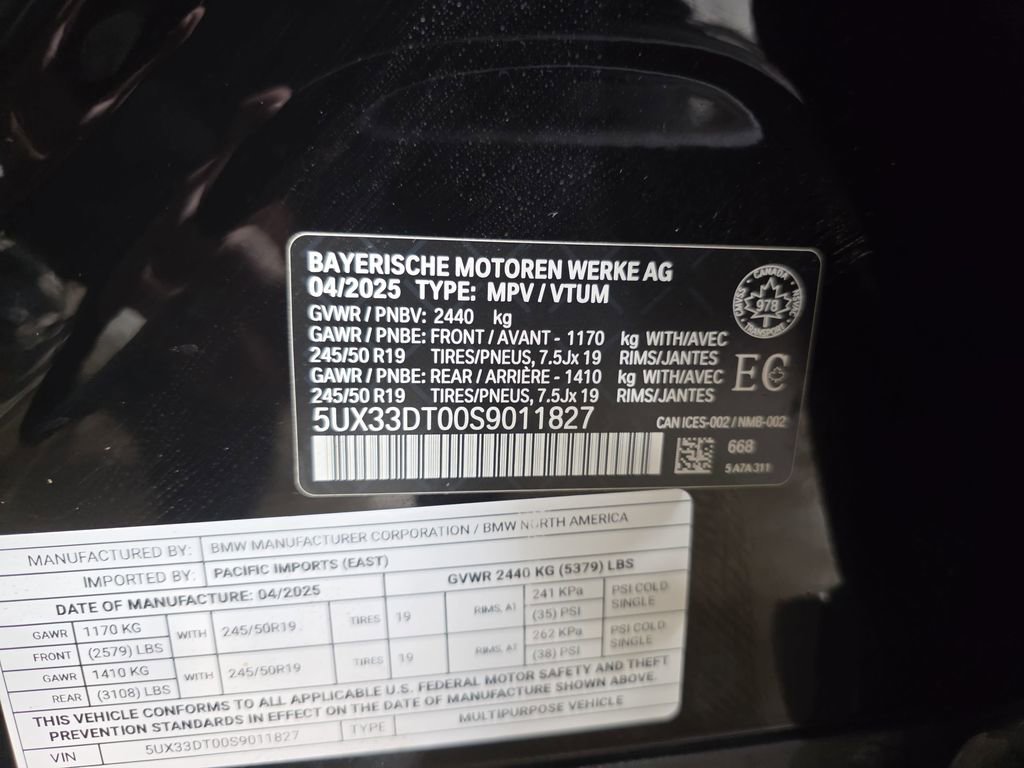 BAYERISCHE MOTOREN WERKE AG
04/2025 TYPE: MPV / VTUM
GVWR / PNBV: 2440 kg
GAWR / PNBE: FRONT / AVANT - 1170 kg WITH/AVEC
245/50 R19 TIRES/PNEUS, 7.5Jx 19 RIMS/JANTES
GAWR / PNBE: REAR / ARRIÈRE - 1410 kg WITH/AVEC
245/50 R19 TIRES/PNEUS, 7.5Jx 19 RIMS/JANTES
5UX33DT00S9011827
CANADA
978
TRANSPORT
EC
CAN ICES-002 / NMB-002
668
5 A7A 311
MANUFACTURED BY: BMW MANUFACTURER CORPORATION / BMW NORTH AMERICA
IMPORTED BY: PACIFIC IMPORTS (EAST)
DATE OF MANUFACTURE: 04/2025 GVWR 2440 KG (5379) LBS
GAWR FRONT 1170 KG (2579) LBS WITH 245/50R19 TIRES 19 RIMS, AT 241 KPa (35) PSI PSI COLD SINGLE
GAWR REAR 1410 KG (3108) LBS WITH 245/50R19 TIRES 19 RIMS, AT 262 KPa (38) PSI PSI COLD SINGLE
THIS VEHICLE CONFORMS TO ALL APPLICABLE U.S. FEDERAL MOTOR SAFETY AND THEFT
PREVENTION STANDARDS IN EFFECT ON THE DATE OF MANUFACTURE SHOWN ABOVE.
VIN 5UX33DT00S9011827 TYPE MULTIPURPOSE VEHICLE